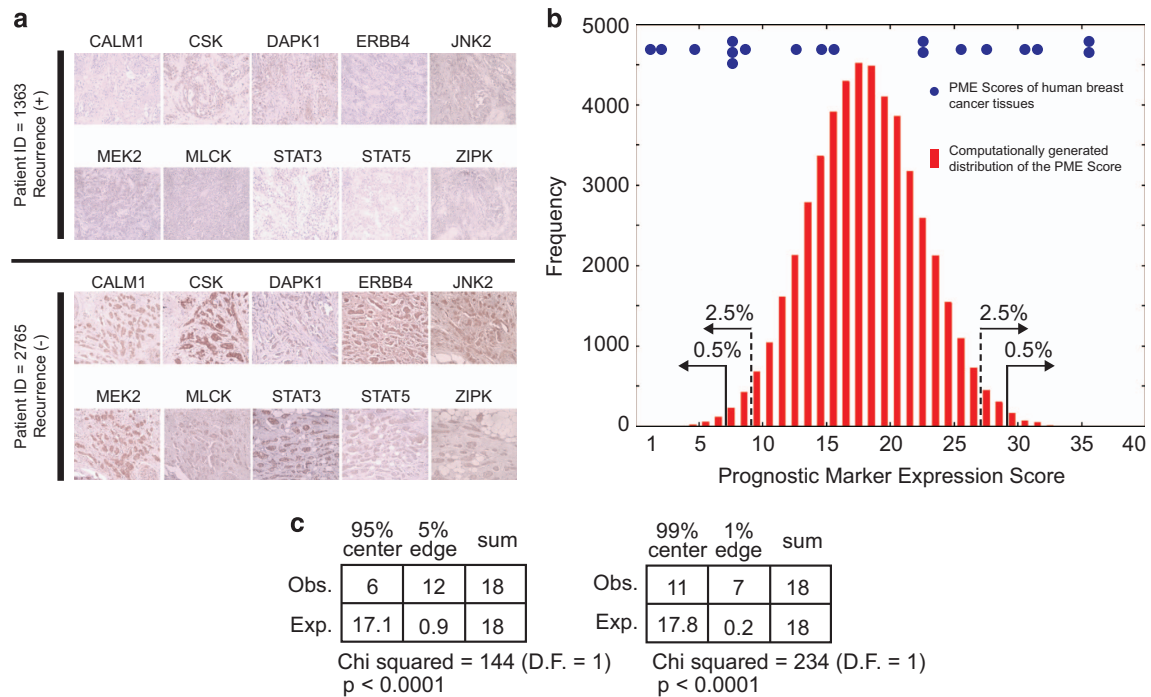 a
CALM1 CSK DAPK1 ERBB4 JNK2
Patient ID = 1363
Recurrence (+)
MEK2 MLCK STAT3 STAT5 ZIPK
CALM1 CSK DAPK1 ERBB4 JNK2
Patient ID = 2765
Recurrence (-)
MEK2 MLCK STAT3 STAT5 ZIPK
b
5000
4000
3000
2000
1000
0
Frequency
PME Scores of human breast
cancer tissues
Computationally generated
distribution of the PME Score
2.5%
0.5%
2.5%
0.5%
1 5 10 15 20 25 30 35 40
Prognostic Marker Expression Score
c
95% 5%
center edge sum
Obs. 6 12 18
Exp. 17.1 0.9 18
Chi squared = 144 (D.F. = 1)
p < 0.0001
99% 1%
center edge sum
Obs. 11 7 18
Exp. 17.8 0.2 18
Chi squared = 234 (D.F. = 1)
p < 0.0001